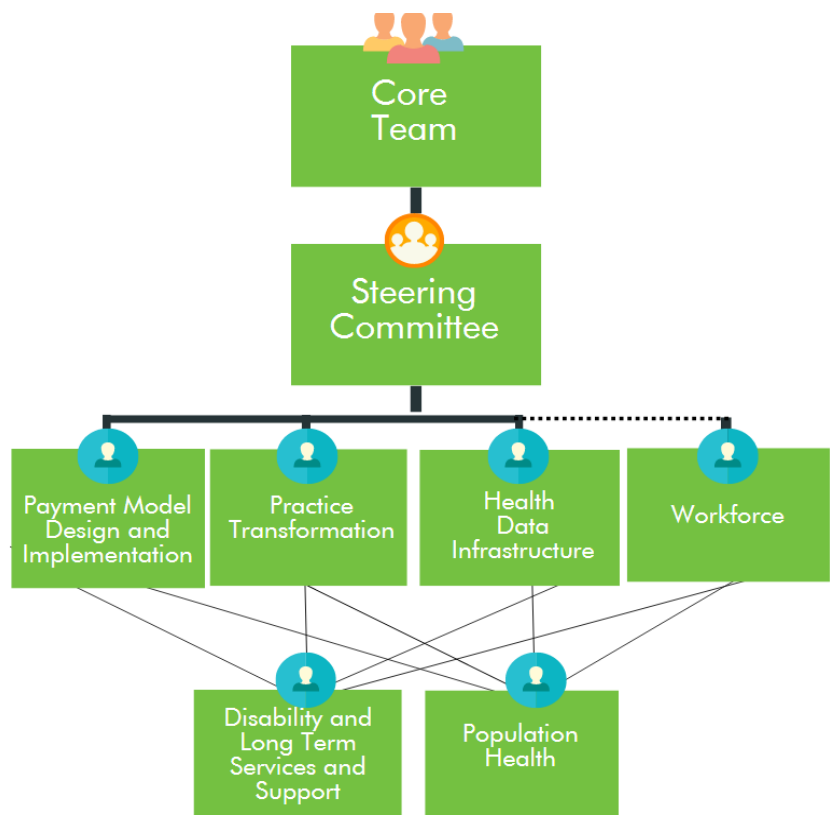 Core
Team
Steering
Committee
Payment Model
Design and
Implementation
Practice
Transformation
Health
Data
Infrastructure
Workforce
Disability and
Long Term
Services and
Support
Population
Health